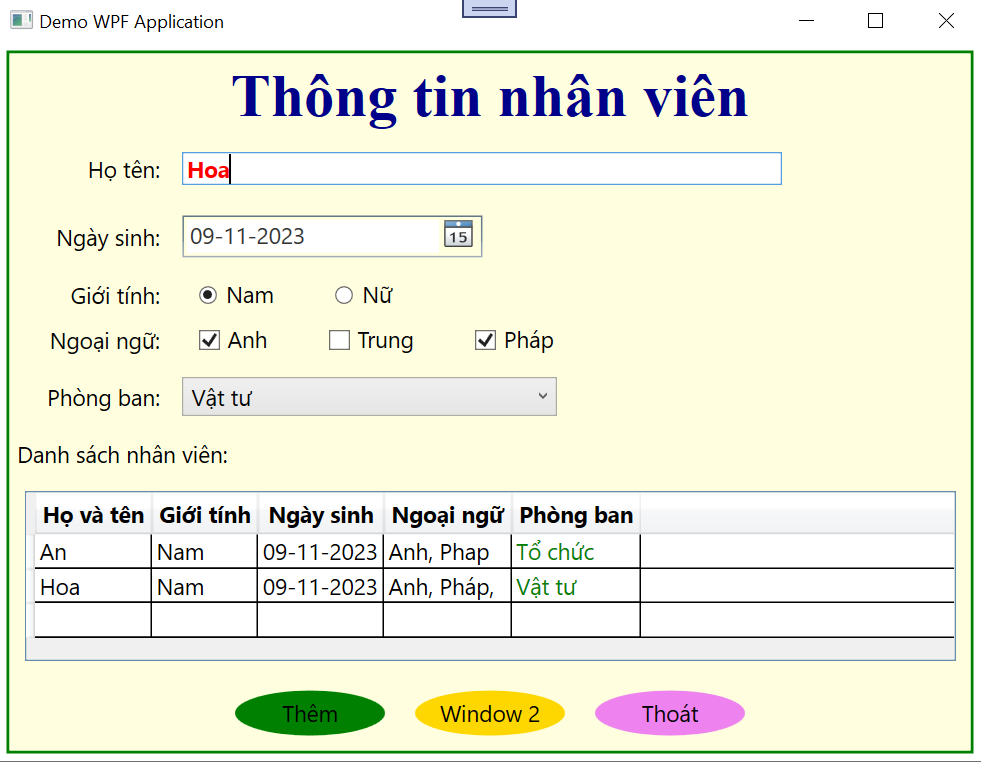 Demo WPF Application
Thông tin nhân viên
Họ tên: Hoa
Ngày sinh: 09-11-2023 15
Giới tính: Nam Nữ
Ngoại ngữ: Anh Trung Pháp
Phòng ban: Vật tư
Danh sách nhân viên:
Họ và tên Giới tính Ngày sinh Ngoại ngữ Phòng ban
An Nam 09-11-2023 Anh, Phap Tổ chức
Hoa Nam 09-11-2023 Anh, Pháp, Vật tư
Thêm Window 2 Thoát